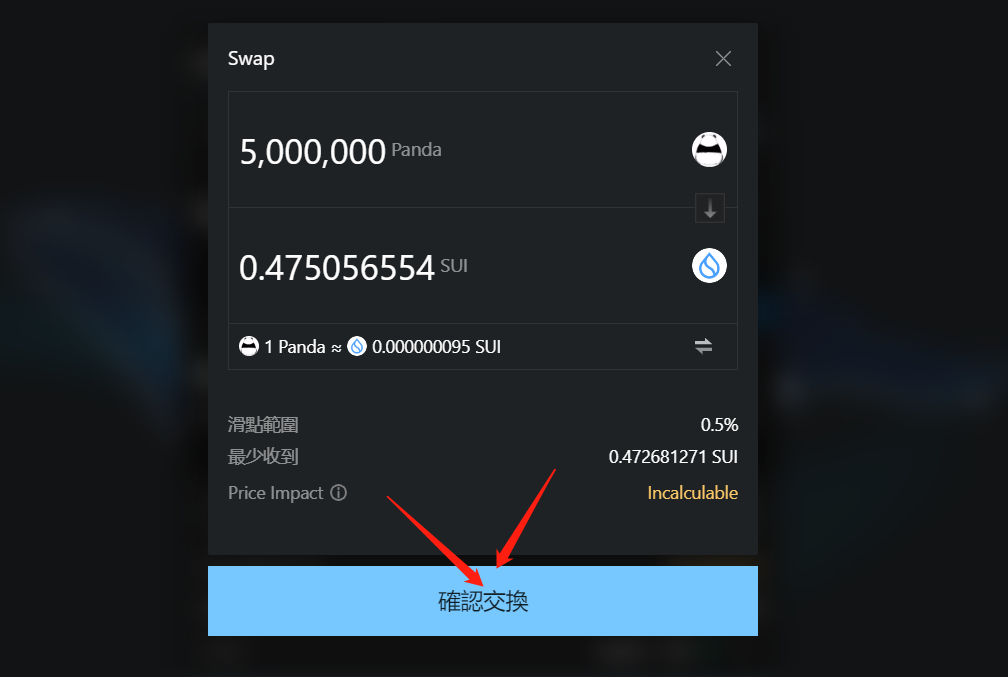 Swap
5,000,000 Panda
0.475056554 SUI
1 Panda ≈ 0.000000095 SUI
滑點範圍 0.5%
最少收到 0.472681271 SUI
Price Impact Incalculable
確認交換